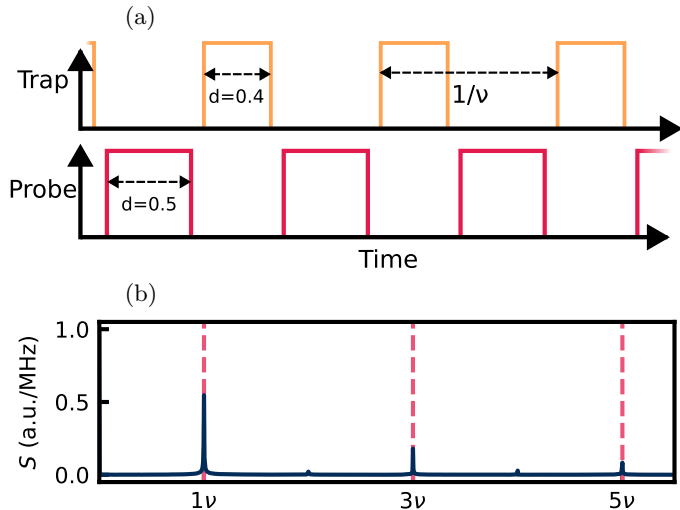 (a)
Trap
d=0.4
1/ν
Probe
d=0.5
Time
(b)
1.0
0.5
0.0
S (a.u./MHz)
1ν
3ν
5ν